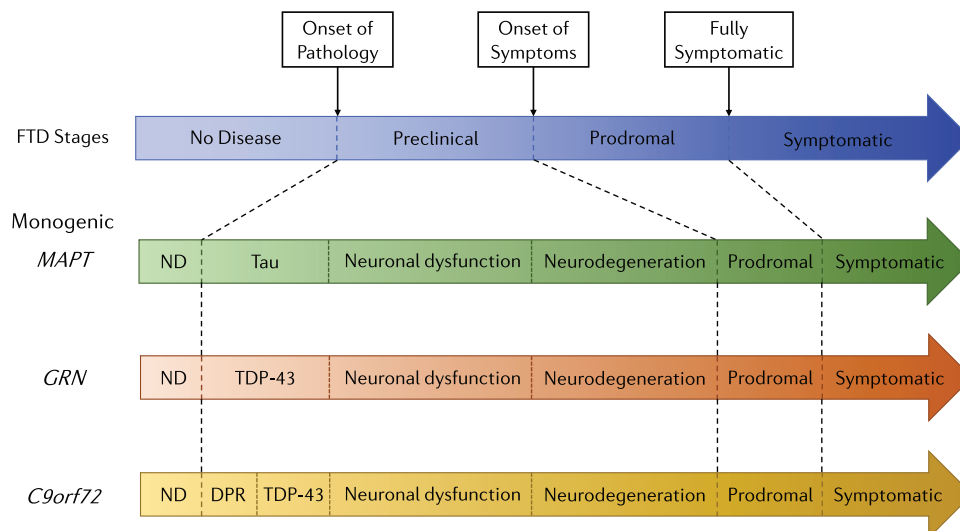 Onset of
Pathology
Onset of
Symptoms
Fully
Symptomatic
FTD Stages
No Disease
Preclinical
Prodromal
Symptomatic
Monogenic
MAPT
ND
Tau
Neuronal dysfunction
Neurodegeneration
Prodromal
Symptomatic
GRN
ND
TDP-43
Neuronal dysfunction
Neurodegeneration
Prodromal
Symptomatic
C9orf72
ND
DPR
TDP-43
Neuronal dysfunction
Neurodegeneration
Prodromal
Symptomatic